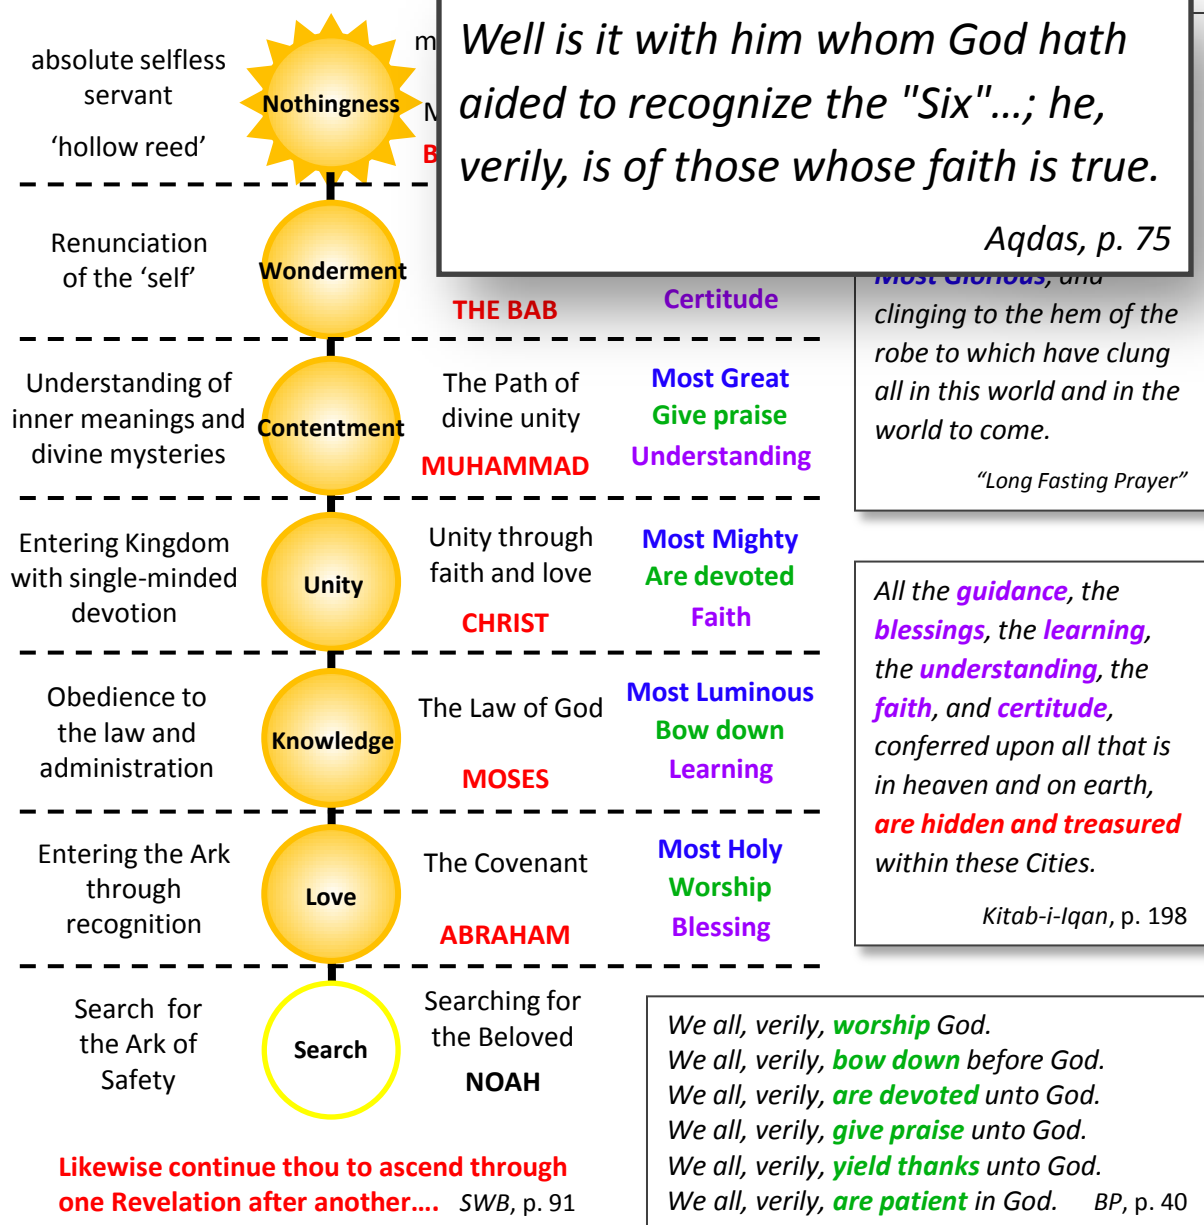 absolute selfless
servant
‘hollow reed’
Nothingness
Well is it with him whom God hath
aided to recognize the "Six"...; he,
verily, is of those whose faith is true.
Aqdas, p. 75
Renunciation
of the ‘self’
Wonderment
THE BAB
Certitude
Most Glorious, and
clinging to the hem of the
robe to which have clung
all in this world and in the
world to come.
“Long Fasting Prayer”
Understanding of
inner meanings and
divine mysteries
Contentment
The Path of
divine unity
MUHAMMAD
Most Great
Give praise
Understanding
Entering Kingdom
with single-minded
devotion
Unity
Unity through
faith and love
CHRIST
Most Mighty
Are devoted
Faith
All the guidance, the
blessings, the learning,
the understanding, the
faith, and certitude,
conferred upon all that is
in heaven and on earth,
are hidden and treasured
within these Cities.
Kitab-i-Iqan, p. 198
Obedience to
the law and
administration
Knowledge
The Law of God
MOSES
Most Luminous
Bow down
Learning
Entering the Ark
through
recognition
Love
The Covenant
ABRAHAM
Most Holy
Worship
Blessing
Search for
the Ark of
Safety
Search
Searching for
the Beloved
NOAH
We all, verily, worship God.
We all, verily, bow down before God.
We all, verily, are devoted unto God.
We all, verily, give praise unto God.
We all, verily, yield thanks unto God.
We all, verily, are patient in God. BP, p. 40
Likewise continue thou to ascend through
one Revelation after another.... SWB, p. 91